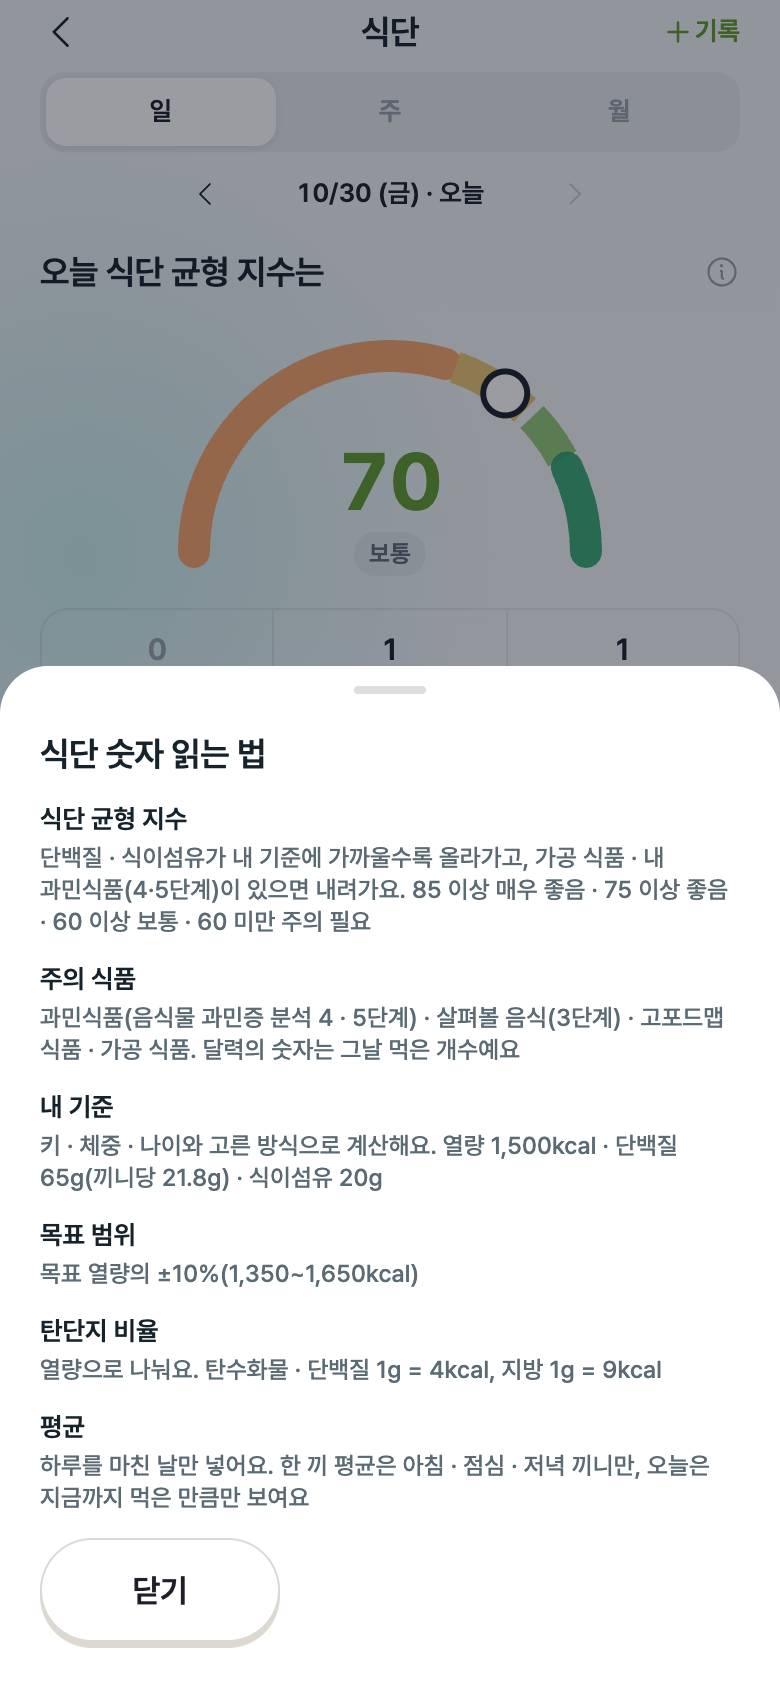 식단
+ 기록
일
주
월
10/30 (금) · 오늘
오늘 식단 균형 지수는
70
보통
0
1
1
식단 숫자 읽는 법
식단 균형 지수
단백질 · 식이섬유가 내 기준에 가까울수록 올라가고, 가공 식품 · 내
과민식품(4·5단계)이 있으면 내려가요. 85 이상 매우 좋음 · 75 이상 좋음
· 60 이상 보통 · 60 미만 주의 필요
주의 식품
과민식품(음식물 과민증 분석 4 · 5단계) · 살펴볼 음식(3단계) · 고포드맵
식품 · 가공 식품. 달력의 숫자는 그날 먹은 개수예요
내 기준
키 · 체중 · 나이와 고른 방식으로 계산해요. 열량 1,500kcal · 단백질
65g(끼니당 21.8g) · 식이섬유 20g
목표 범위
목표 열량의 ±10%(1,350~1,650kcal)
탄단지 비율
열량으로 나눠요. 탄수화물 · 단백질 1g = 4kcal, 지방 1g = 9kcal
평균
하루를 마친 날만 넣어요. 한 끼 평균은 아침 · 점심 · 저녁 끼니만, 오늘은
지금까지 먹은 만큼만 보여요
닫기